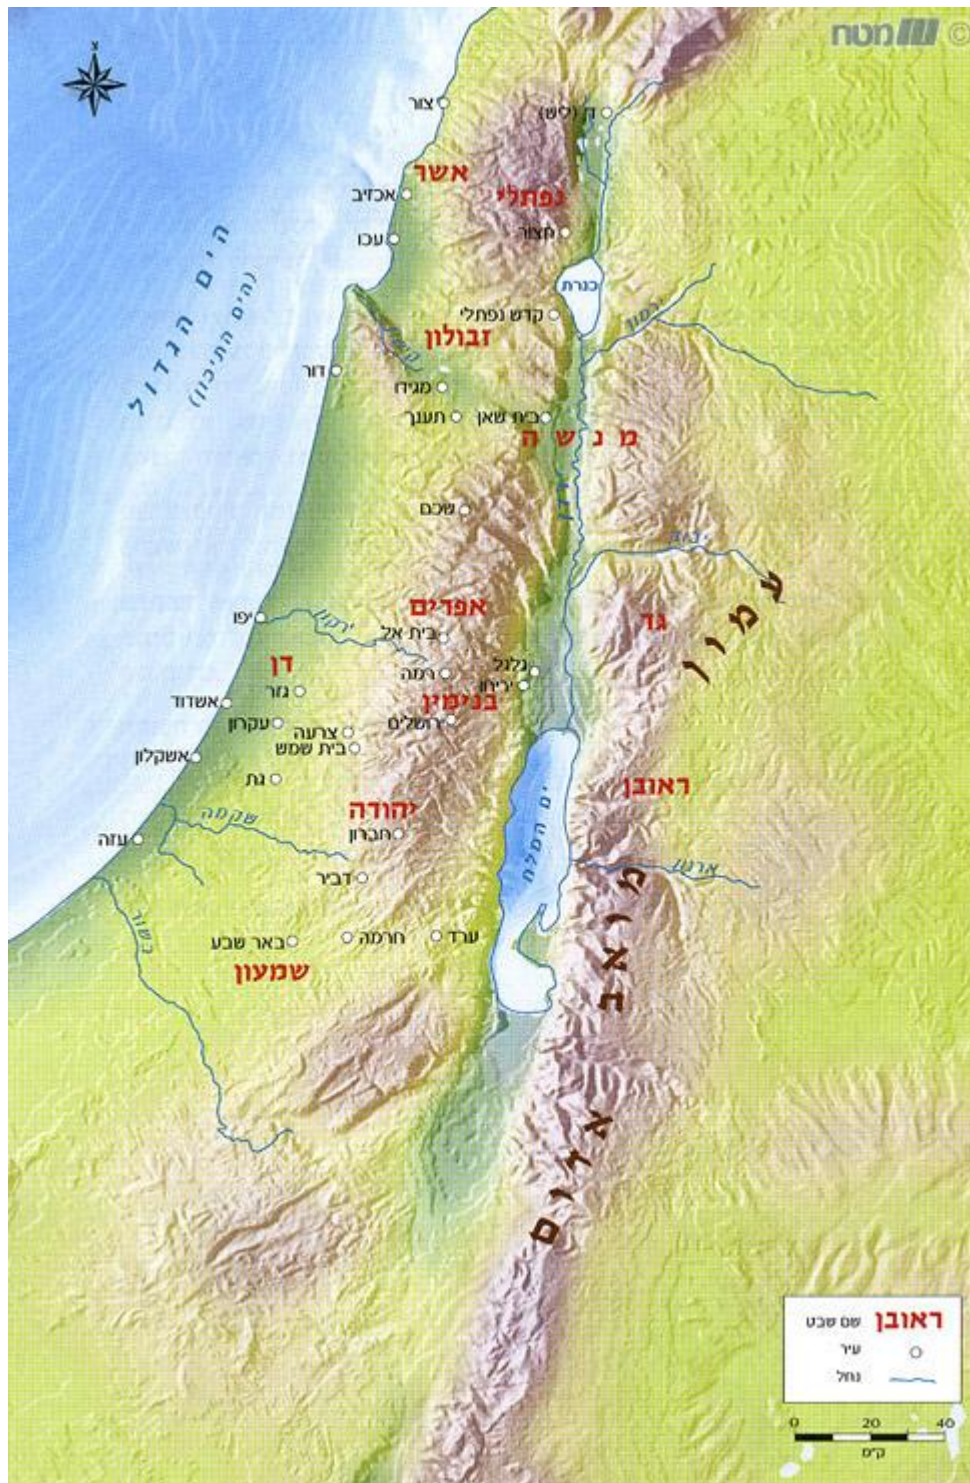 © מטח
צ
צור
דן (ליש)
אשר
אכזיב
נפתלי
חצור
עכו
הים הגדול
(הים התיכון)
כנרת
קדש נפתלי
ירמוך
זבולון
קישון
דור
מגידו
תענך
בית שאן
מנשה
ירדן
שכם
יבוק
עמון
אפרים
גד
יפו
ירקון
בית אל
דן
רמה
גלגל
גזר
יריחו
בנימין
אשדוד
עקרון
ירושלים
צרעה
בית שמש
אשקלון
גת
ראובן
יהודה
שקמה
חברון
עזה
ים המלח
ארנון
דביר
מואב
בשור
באר שבע
חרמה
ערד
שמעון
אדום
ראובן שם שבט
עיר
נחל
0 20 40
ק"מ